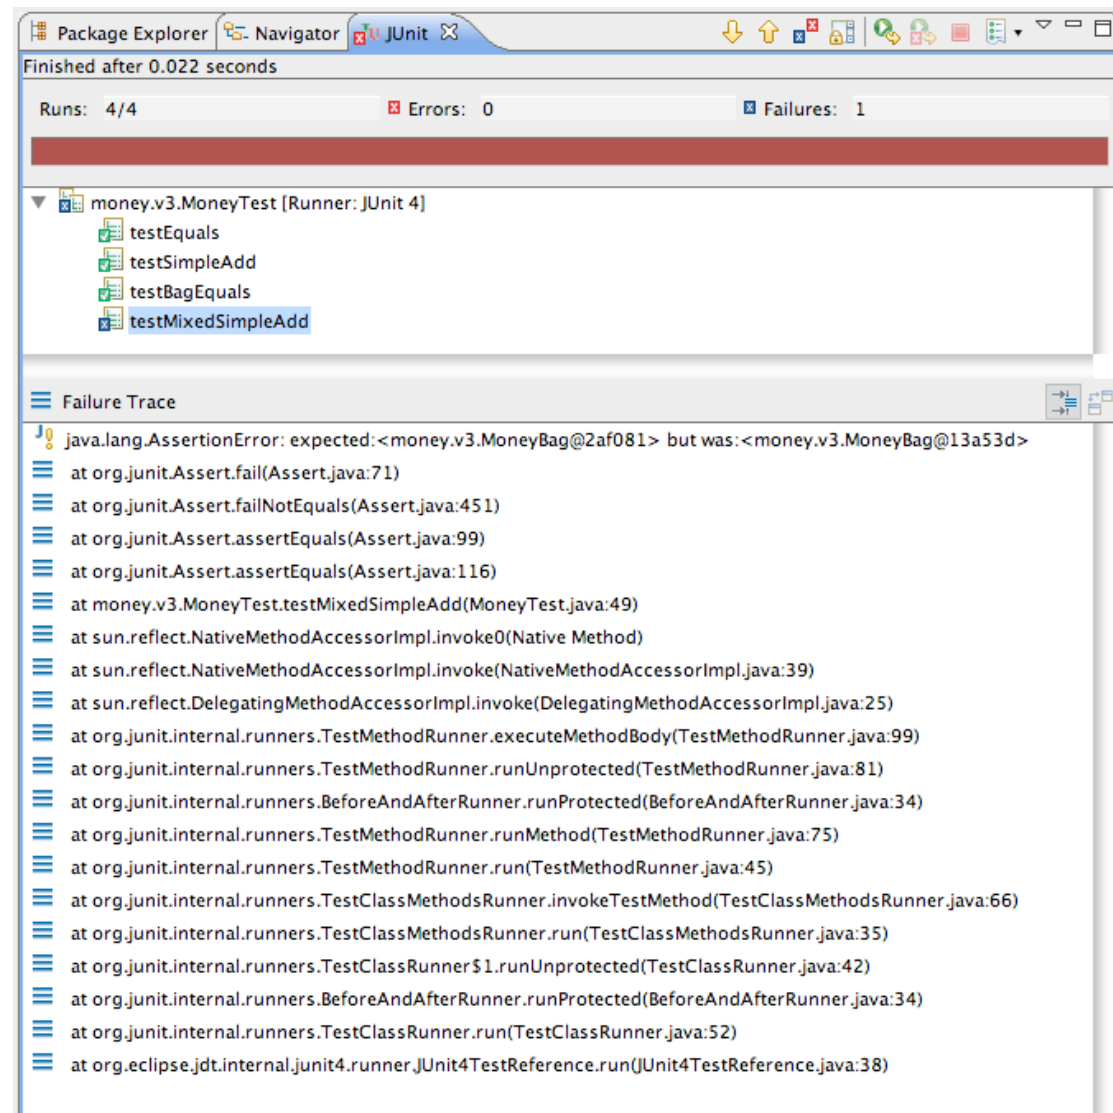 Package Explorer Navigator JUnit
Finished after 0.022 seconds
Runs: 4/4 Errors: 0 Failures: 1
money.v3.MoneyTest [Runner: JUnit 4]
testEquals
testSimpleAdd
testBagEquals
testMixedSimpleAdd
Failure Trace
java.lang.AssertionError: expected:<money.v3.MoneyBag@2af081> but was:<money.v3.MoneyBag@13a53d>
at org.junit.Assert.fail(Assert.java:71)
at org.junit.Assert.failNotEquals(Assert.java:451)
at org.junit.Assert.assertEquals(Assert.java:99)
at org.junit.Assert.assertEquals(Assert.java:116)
at money.v3.MoneyTest.testMixedSimpleAdd(MoneyTest.java:49)
at sun.reflect.NativeMethodAccessorImpl.invoke0(Native Method)
at sun.reflect.NativeMethodAccessorImpl.invoke(NativeMethodAccessorImpl.java:39)
at sun.reflect.DelegatingMethodAccessorImpl.invoke(DelegatingMethodAccessorImpl.java:25)
at org.junit.internal.runners.TestMethodRunner.executeMethodBody(TestMethodRunner.java:99)
at org.junit.internal.runners.TestMethodRunner.runUnprotected(TestMethodRunner.java:81)
at org.junit.internal.runners.BeforeAndAfterRunner.runProtected(BeforeAndAfterRunner.java:34)
at org.junit.internal.runners.TestMethodRunner.runMethod(TestMethodRunner.java:75)
at org.junit.internal.runners.TestMethodRunner.run(TestMethodRunner.java:45)
at org.junit.internal.runners.TestClassMethodsRunner.invokeTestMethod(TestClassMethodsRunner.java:66)
at org.junit.internal.runners.TestClassMethodsRunner.run(TestClassMethodsRunner.java:35)
at org.junit.internal.runners.TestClassRunner$1.runUnprotected(TestClassRunner.java:42)
at org.junit.internal.runners.BeforeAndAfterRunner.runProtected(BeforeAndAfterRunner.java:34)
at org.junit.internal.runners.TestClassRunner.run(TestClassRunner.java:52)
at org.eclipse.jdt.internal.junit4.runner.JUnit4TestReference.run(JUnit4TestReference.java:38)